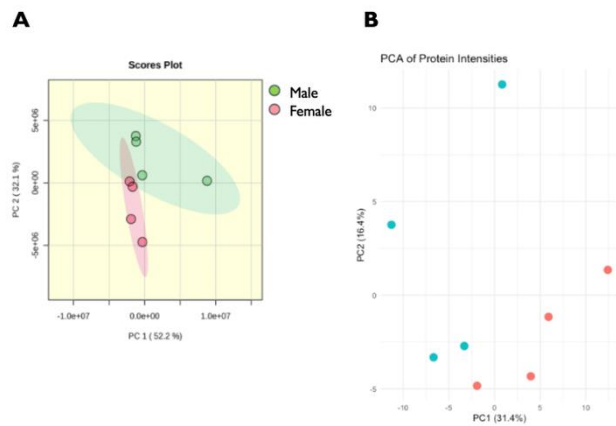 A
B
Scores Plot
PCA of Protein Intensities
Male
Female
5e+06
0e+00
-5e+06
PC 2 ( 32.1 %)
-1.0e+07
0.0e+00
1.0e+07
PC 1 ( 52.2 %)
10
5
0
-5
PC2 (16.4%)
-10
-5
0
5
10
PC1 (31.4%)